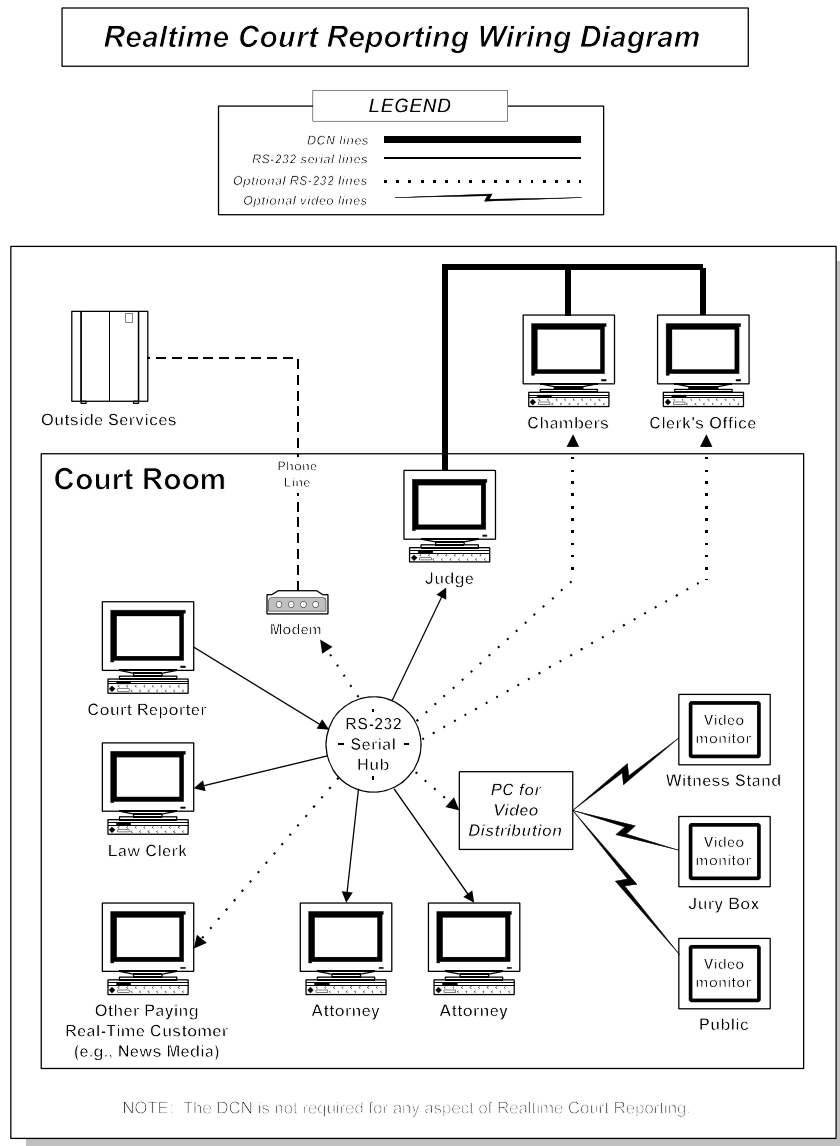 Realtime Court Reporting Wiring Diagram
LEGEND
DCN lines
RS-232 serial lines
Optional RS-232 lines
Optional video lines
Outside Services
Chambers
Clerk's Office
Court Room
Phone
Line
Judge
Modem
Court Reporter
RS-232
Serial
Hub
Video
monitor
Witness Stand
PC for
Video
Distribution
Law Clerk
Video
monitor
Jury Box
Video
monitor
Public
Other Paying
Real-Time Customer
(e.g., News Media)
Attorney
Attorney
NOTE: The DCN is not required for any aspect of Realtime Court Reporting.